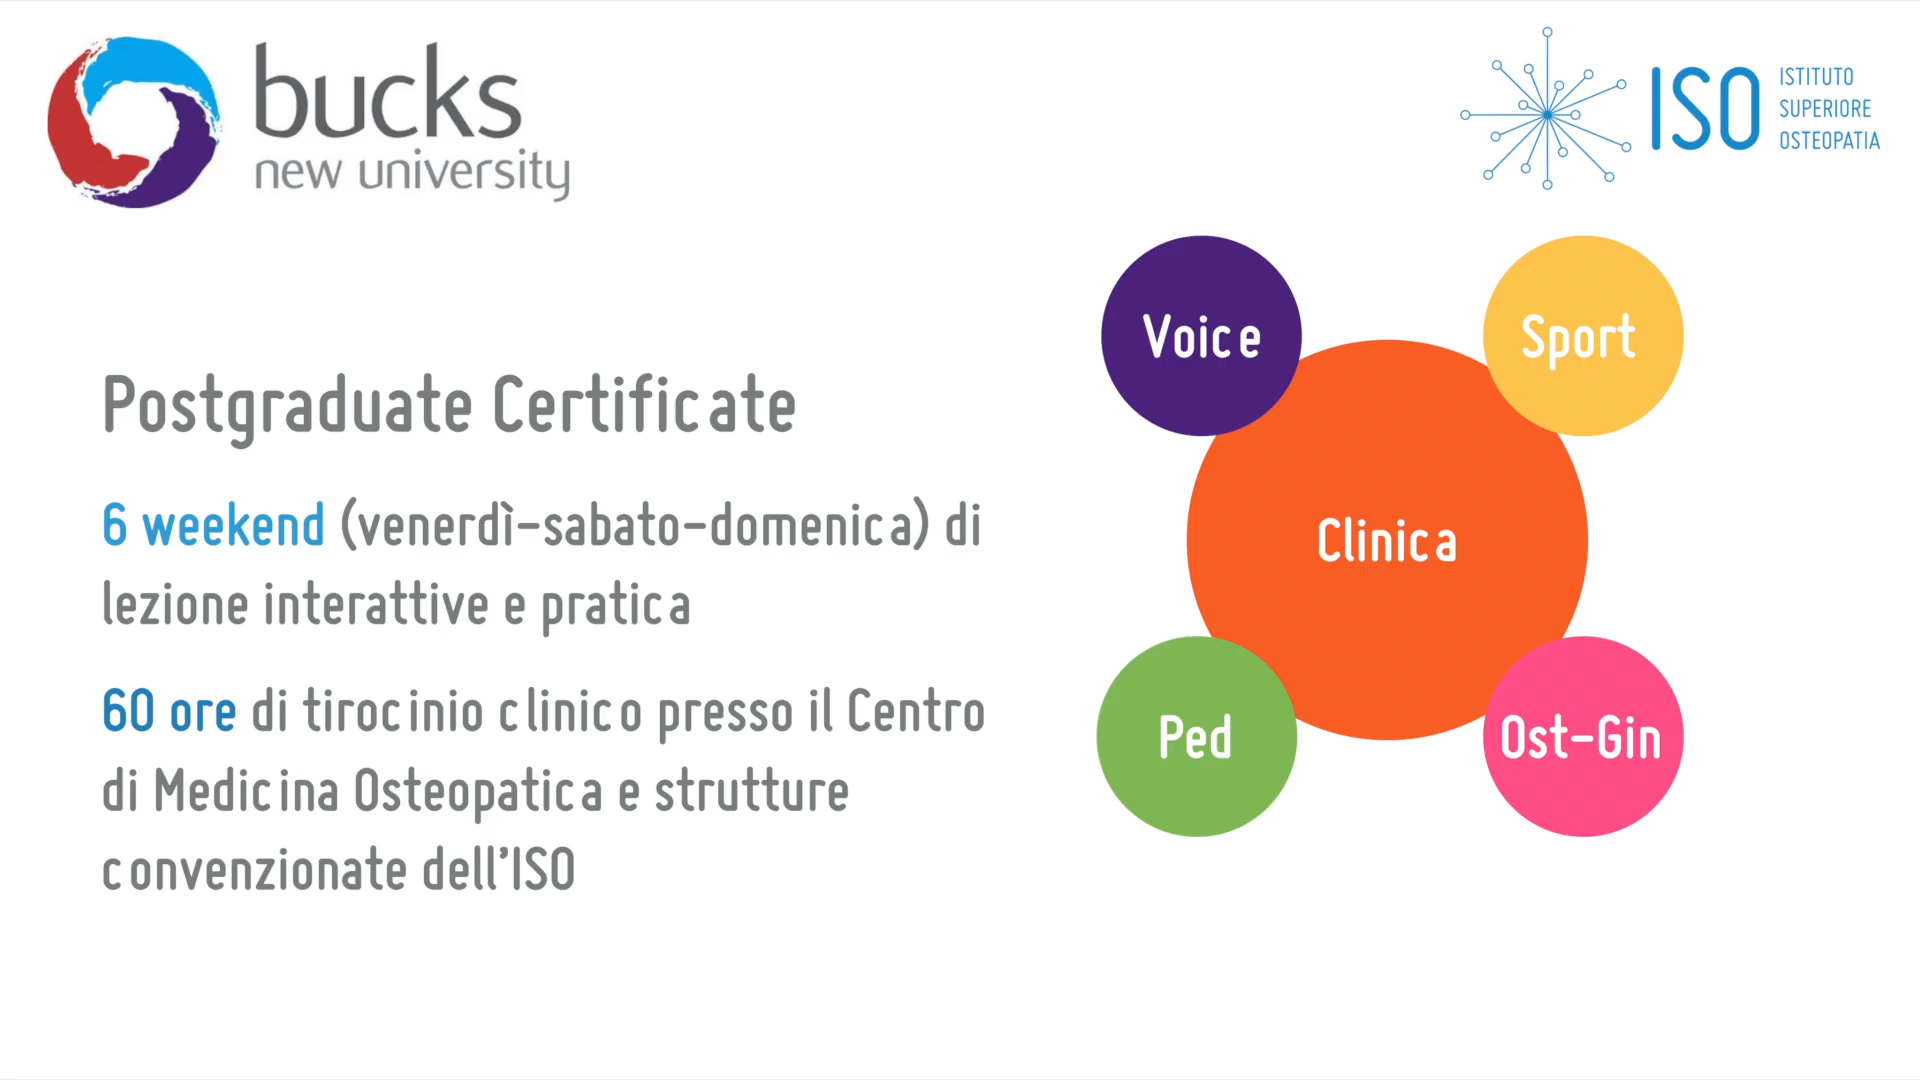 bucks
new university
ISO
ISTITUTO
SUPERIORE
OSTEOPATIA
Postgraduate Certificate
6 weekend (venerdì-sabato-domenica) di
lezione interattive e pratica
60 ore di tirocinio clinico presso il Centro
di Medicina Osteopatica e strutture
convenzionate dell’ISO
Voice
Sport
Clinica
Ped
Ost-Gin